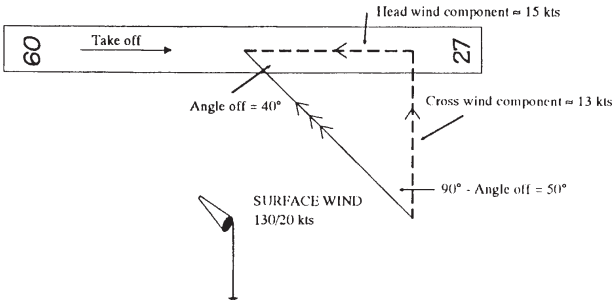 Head wind component ≈ 15 kts
09
Take off
27
Angle off = 40°
Cross wind component ≈ 13 kts
90° - Angle off = 50°
SURFACE WIND
130/20 kts